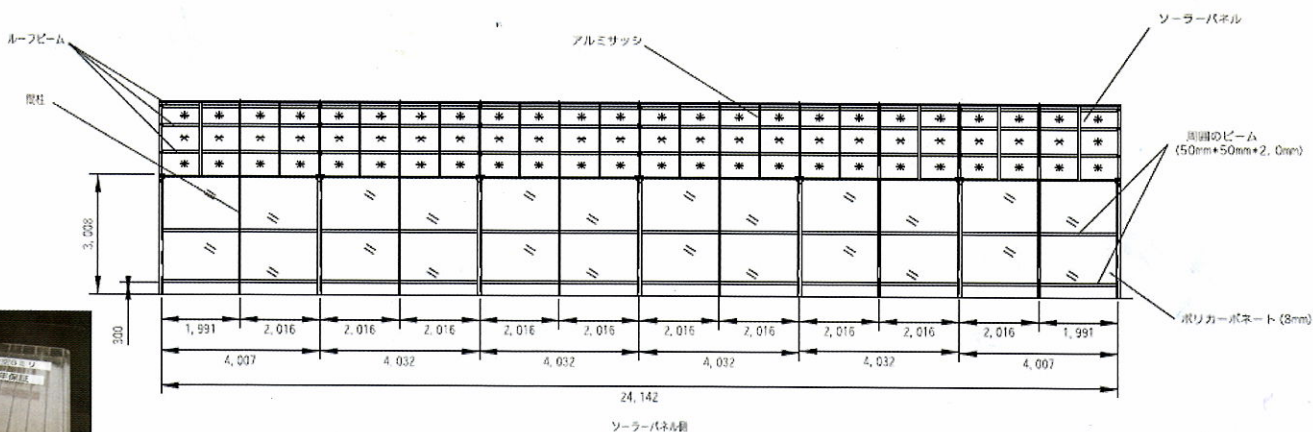 ソーラーパネル
ルーフビーム
アルミサッシ
間柱
周囲のビーム
(50mm*50mm*2, 0mm)
3, 008
300
1, 991
2, 016
2, 016
2, 016
2, 016
2, 016
2, 016
2, 016
2, 016
2, 016
2, 016
1, 991
ポリカーボネート (8mm)
4, 007
4, 032
4, 032
4, 032
4, 032
4, 007
24, 142
ソーラーパネル側